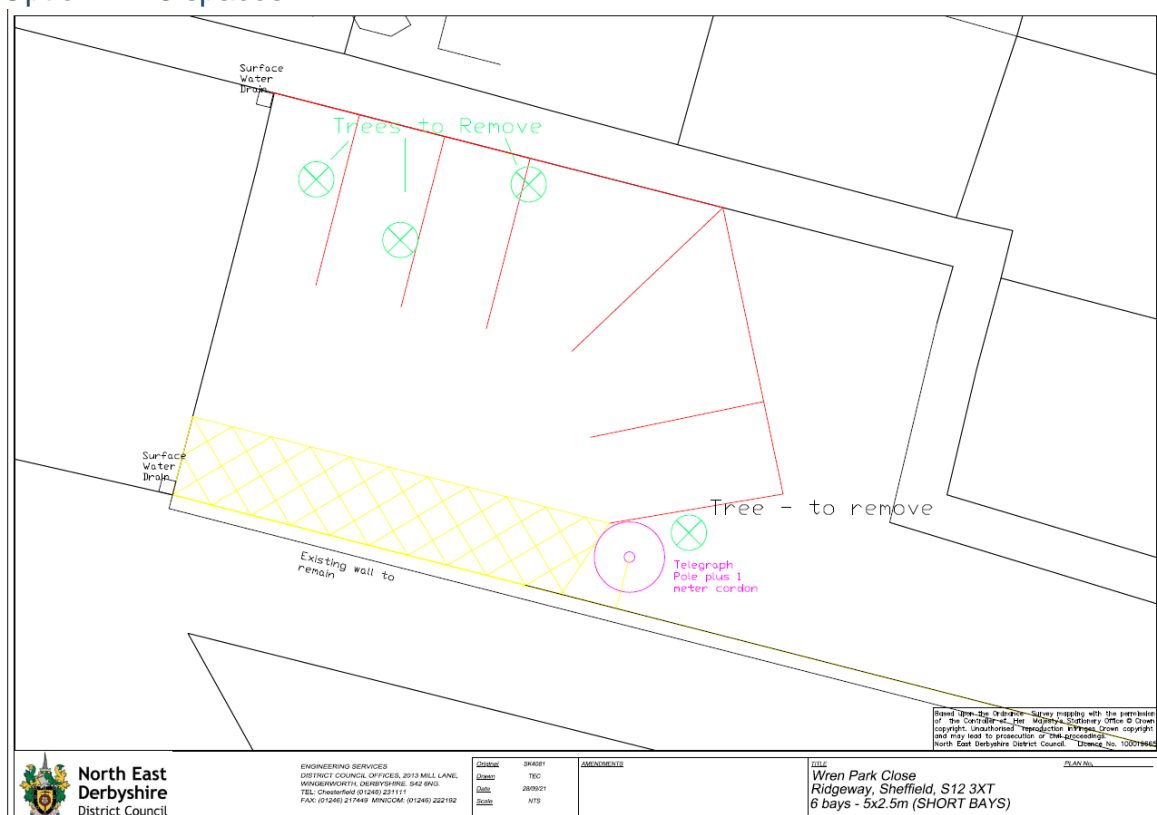 Surface
Water
Drain
Trees to Remove
Surface
Water
Drain
Tree - to remove
Existing wall to
remain
Telegraph
Pole plus 1
meter cordon
Based upon the Ordnance Survey mapping with the permission
of the Controller of Her Majesty's Stationery Office © Crown
copyright. Unauthorised reproduction infringes Crown copyright
and may lead to prosecution or civil proceedings.
North East Derbyshire District Council. Licence No.
North East
Derbyshire
District Council
ENGINEERING SERVICES
DISTRICT COUNCIL OFFICES, 2013 MILL LANE,
WINGERWORTH, DERBYSHIRE. S42 6NG.
TEL: Chesterfield (01246) 231111
FAX: (01246) 217449 MINICOM: (01246) 222192
Original SK4081
Drawn TEC
Date 28/09/21
Scale NTS
AMENDMENTS
TITLE
Wren Park Close
Ridgeway, Sheffield, S12 3XT
6 bays - 5x2.5m (SHORT BAYS)
PLAN No.